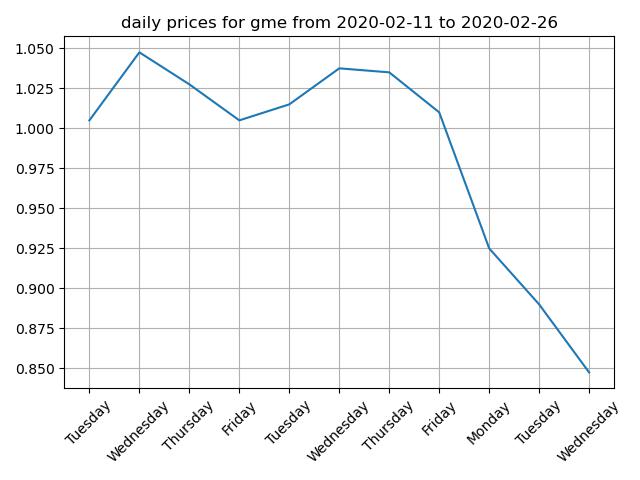 daily prices for gme from 2020-02-11 to 2020-02-26
1.050
1.025
1.000
0.975
0.950
0.925
0.900
0.875
0.850
Tuesday
Wednesday
Thursday
Friday
Tuesday
Wednesday
Thursday
Friday
Monday
Tuesday
Wednesday